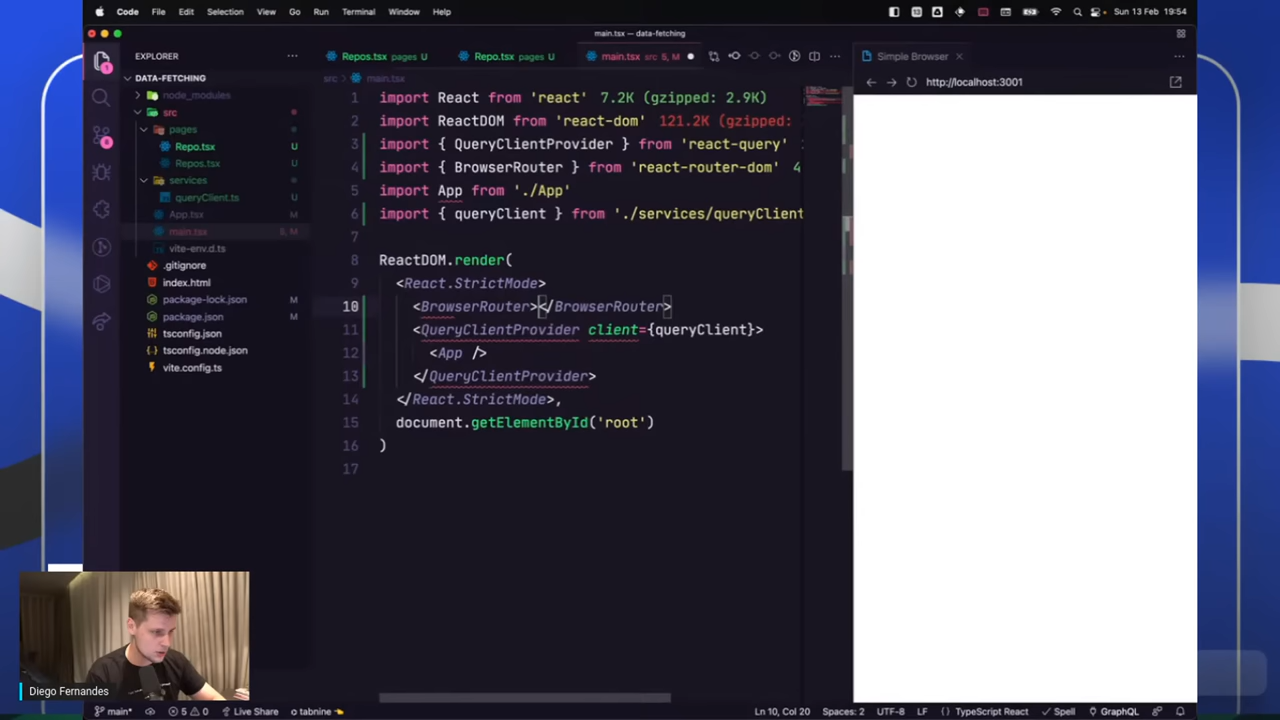 Code File Edit Selection View Go Run Terminal Window Help
Sun 13 Feb 19:54
main.tsx — data-fetching
EXPLORER
Repos.tsx pages U
Repo.tsx pages U
main.tsx src 5, M
Simple Browser
DATA-FETCHING
src
main.tsx
http://localhost:3001
node_modules
src
pages
Repo.tsx U
Repos.tsx U
services
queryClient.ts U
App.tsx M
main.tsx 5, M
vite-env.d.ts
.gitignore
index.html
package-lock.json M
package.json M
tsconfig.json
tsconfig.node.json
vite.config.ts
1 import React from 'react' 7.2K (gzipped: 2.9K)
2 import ReactDOM from 'react-dom' 121.2K (gzipped:
3 import { QueryClientProvider } from 'react-query'
4 import { BrowserRouter } from 'react-router-dom' 4
5 import App from './App'
6 import { queryClient } from './services/queryClient
7
8 ReactDOM.render(
9 <React.StrictMode>
10 <BrowserRouter></BrowserRouter>
11 <QueryClientProvider client={queryClient}>
12 <App />
13 </QueryClientProvider>
14 </React.StrictMode>,
15 document.getElementById('root')
16 )
17
Diego Fernandes
main* 5 0 Live Share tabnine
Ln 10, Col 20 Spaces: 2 UTF-8 LF {} TypeScript React Spell GraphQL